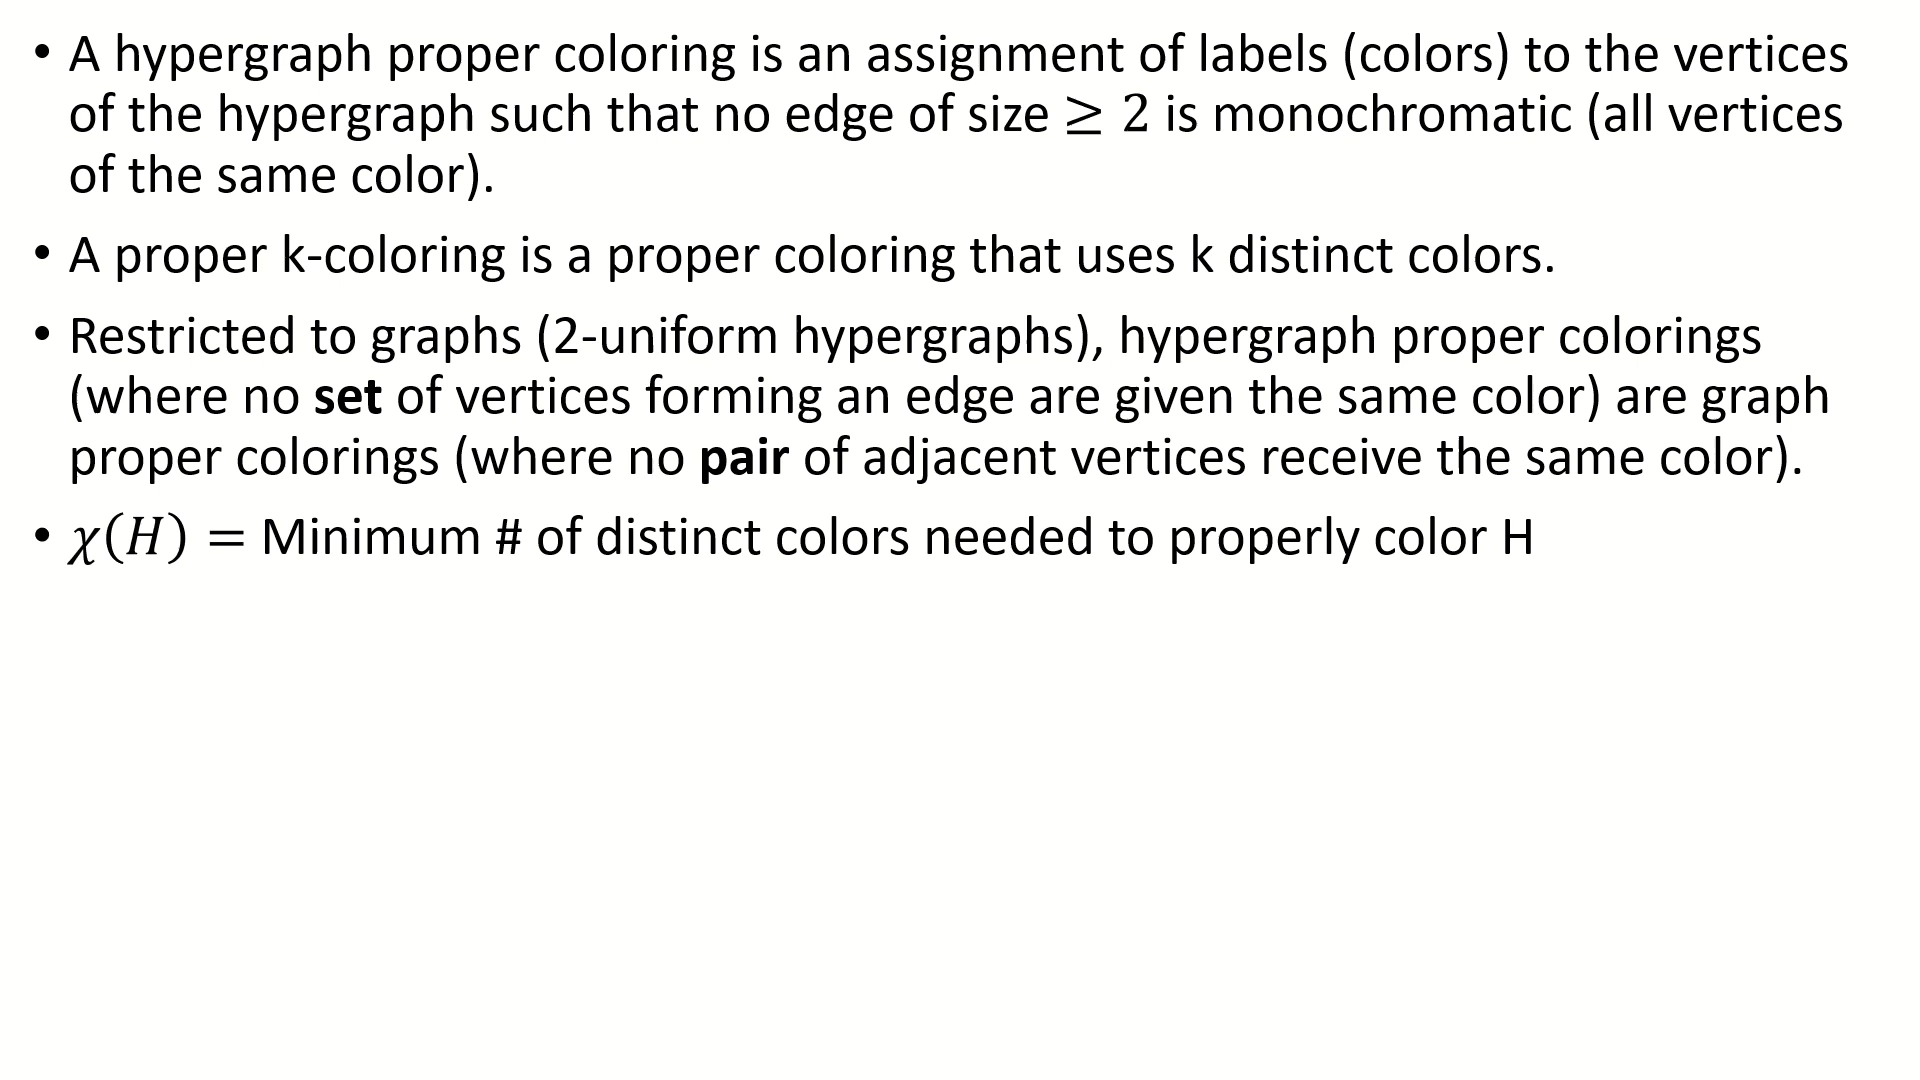 • A hypergraph proper coloring is an assignment of labels (colors) to the vertices
of the hypergraph such that no edge of size ≥ 2 is monochromatic (all vertices
of the same color).
• A proper k-coloring is a proper coloring that uses k distinct colors.
• Restricted to graphs (2-uniform hypergraphs), hypergraph proper colorings
(where no set of vertices forming an edge are given the same color) are graph
proper colorings (where no pair of adjacent vertices receive the same color).
• χ(H) = Minimum # of distinct colors needed to properly color H